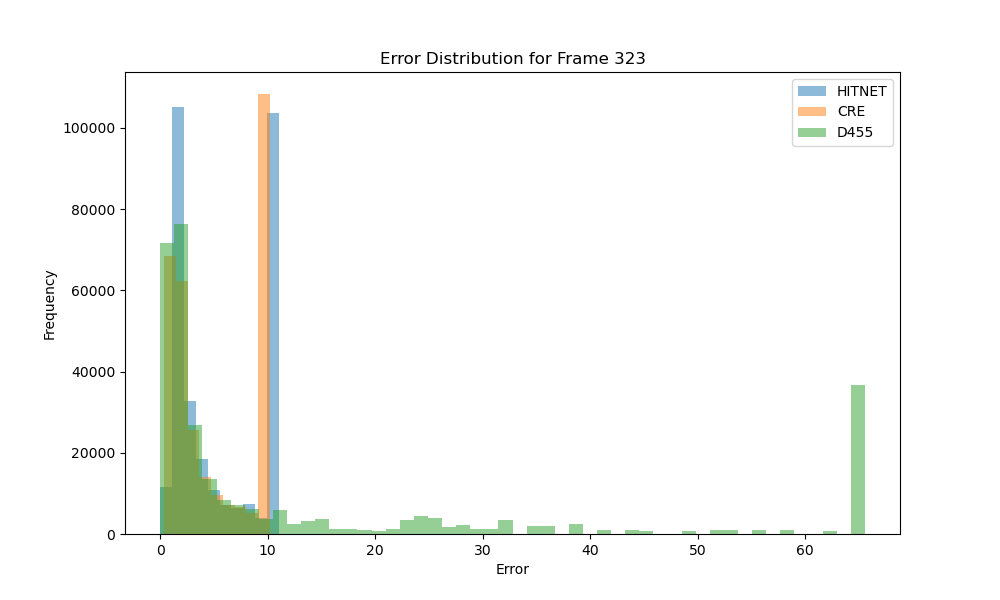 Error Distribution for Frame 323
HITNET
CRE
D455
100000
80000
60000
40000
20000
0
Frequency
0 10 20 30 40 50 60
Error